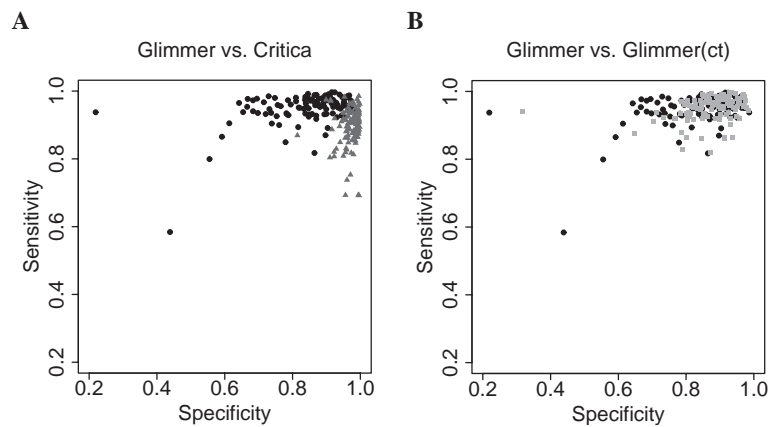 A
Glimmer vs. Critica
Sensitivity
1.0
0.8
0.6
0.4
0.2
0.2 0.4 0.6 0.8 1.0
Specificity
B
Glimmer vs. Glimmer(ct)
Sensitivity
1.0
0.8
0.6
0.4
0.2
0.2 0.4 0.6 0.8 1.0
Specificity